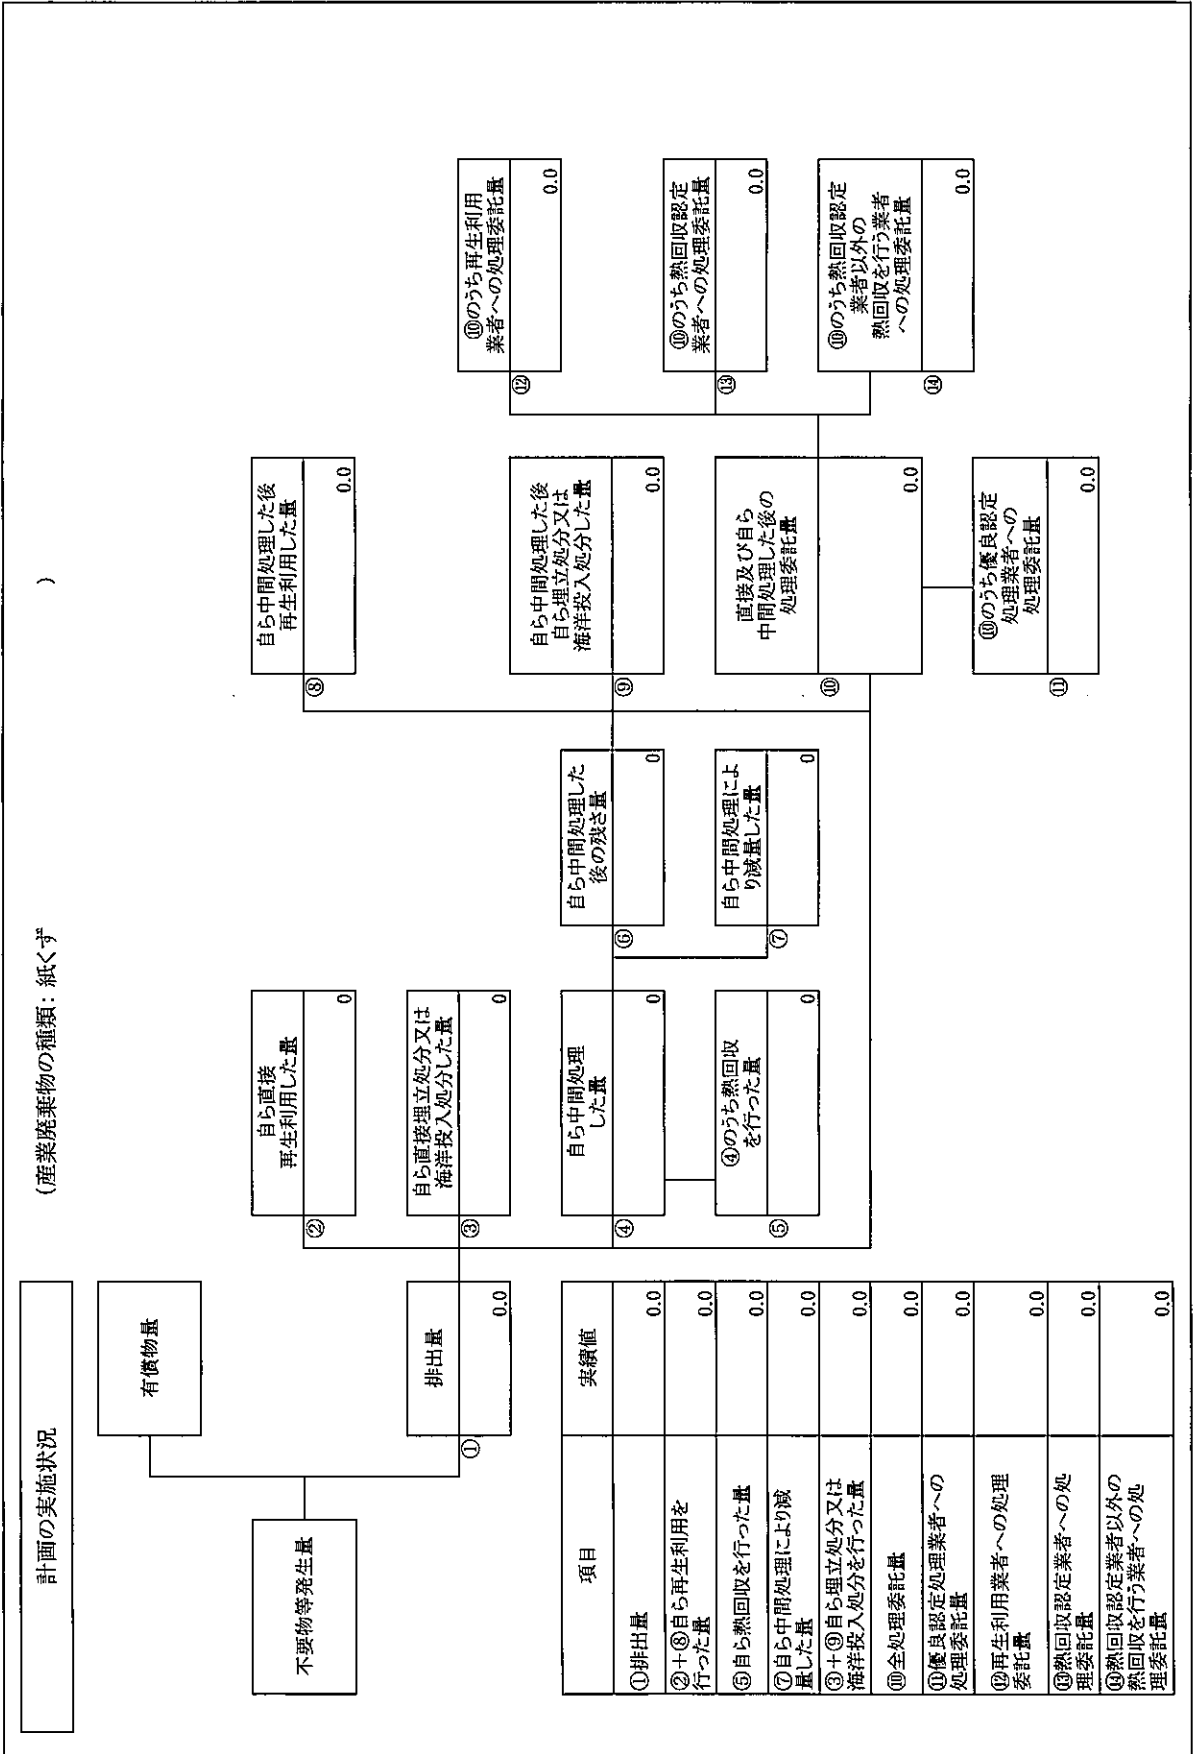 計画の実施状況
(産業廃棄物の種類: 紙くず
)
不要物等発生量
有償物量
排出量
①
0.0
自ら直接
再生利用した量
②
0
自ら直接埋立処分又は
海洋投入処分した量
③
0
自ら中間処理
した量
④
0
④のうち熱回収
を行った量
⑤
0
自ら中間処理した
後の残さ量
⑥
0
自ら中間処理によ
り減量した量
⑦
0
自ら中間処理した後
再生利用した量
⑧
0.0
自ら中間処理した後
自ら埋立処分又は
海洋投入処分した量
⑨
0.0
直接及び自ら
中間処理した後の
処理委託量
⑩
0.0
⑩のうち優良認定
処理業者への
処理委託量
⑪
0.0
⑩のうち再生利用
業者への処理委託量
⑫
0.0
⑩のうち熱回収認定
業者への処理委託量
⑬
0.0
⑩のうち熱回収認定
業者以外の
熱回収を行う業者
への処理委託量
⑭
0.0
項目
実績値
①排出量
0.0
②+⑧自ら再生利用を
行った量
0.0
⑤自ら熱回収を行った量
0.0
⑦自ら中間処理により減
量した量
0.0
③+⑨自ら埋立処分又は
海洋投入処分を行った量
0.0
⑩全処理委託量
0.0
⑪優良認定処理業者への
処理委託量
0.0
⑫再生利用業者への処理
委託量
0.0
⑬熱回収認定業者への処
理委託量
0.0
⑭熱回収認定業者以外の
熱回収を行う業者への処
理委託量
0.0